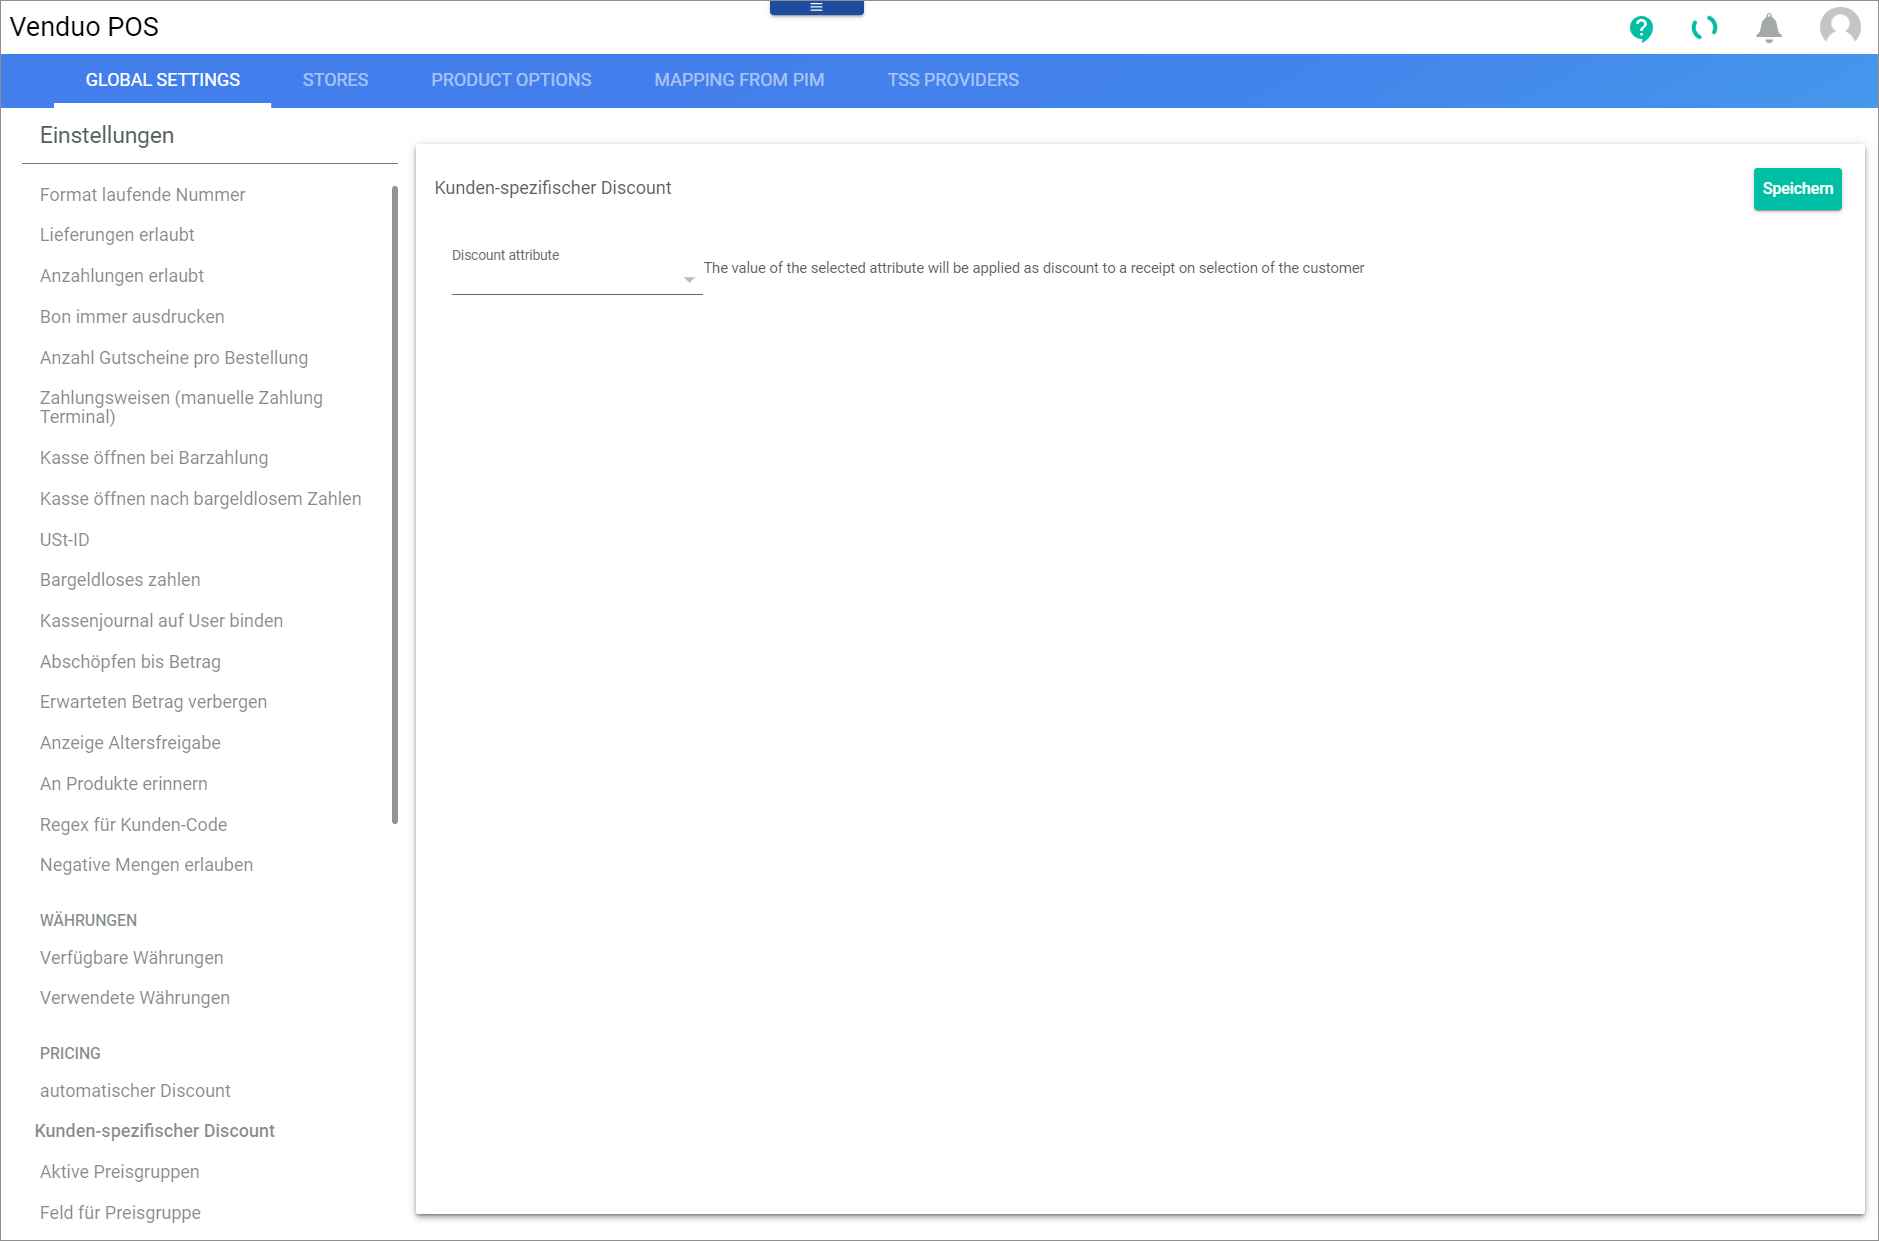 Venduo POS
GLOBAL SETTINGS
STORES
PRODUCT OPTIONS
MAPPING FROM PIM
TSS PROVIDERS
Einstellungen
Format laufende Nummer
Lieferungen erlaubt
Anzahlungen erlaubt
Bon immer ausdrucken
Anzahl Gutscheine pro Bestellung
Zahlungsweisen (manuelle Zahlung
Terminal)
Kasse öffnen bei Barzahlung
Kasse öffnen nach bargeldlosem Zahlen
USt-ID
Bargeldloses zahlen
Kassenjournal auf User binden
Abschöpfen bis Betrag
Erwarteten Betrag verbergen
Anzeige Altersfreigabe
An Produkte erinnern
Regex für Kunden-Code
Negative Mengen erlauben
WÄHRUNGEN
Verfügbare Währungen
Verwendete Währungen
PRICING
automatischer Discount
Kunden-spezifischer Discount
Aktive Preisgruppen
Feld für Preisgruppe
Kunden-spezifischer Discount
Speichern
Discount attribute
The value of the selected attribute will be applied as discount to a receipt on selection of the customer